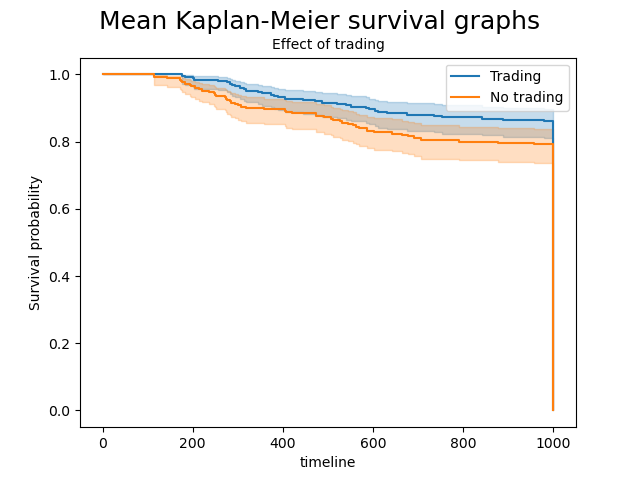 Mean Kaplan-Meier survival graphs
Effect of trading
Trading
No trading
Survival probability
1.0
0.8
0.6
0.4
0.2
0.0
0
200
400
600
800
1000
timeline